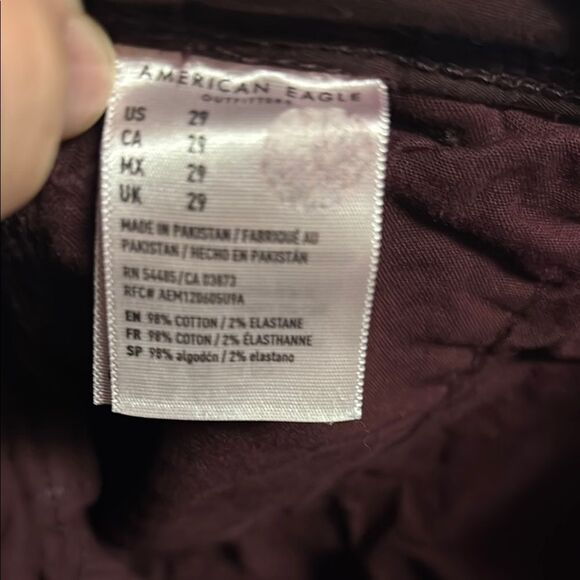 AMERICAN EAGLE
OUTFITTERS
US 29
CA 29
MX 29
UK 29
MADE IN PAKISTAN / FABRIQUÉ AU
PAKISTAN / HECHO EN PAKISTÁN
RN 54485/CA 03873
RFC# AEM120605U9A
EN 98% COTTON / 2% ELASTANE
FR 98% COTON / 2% ÉLASTHANNE
SP 98% algodón / 2% elastano